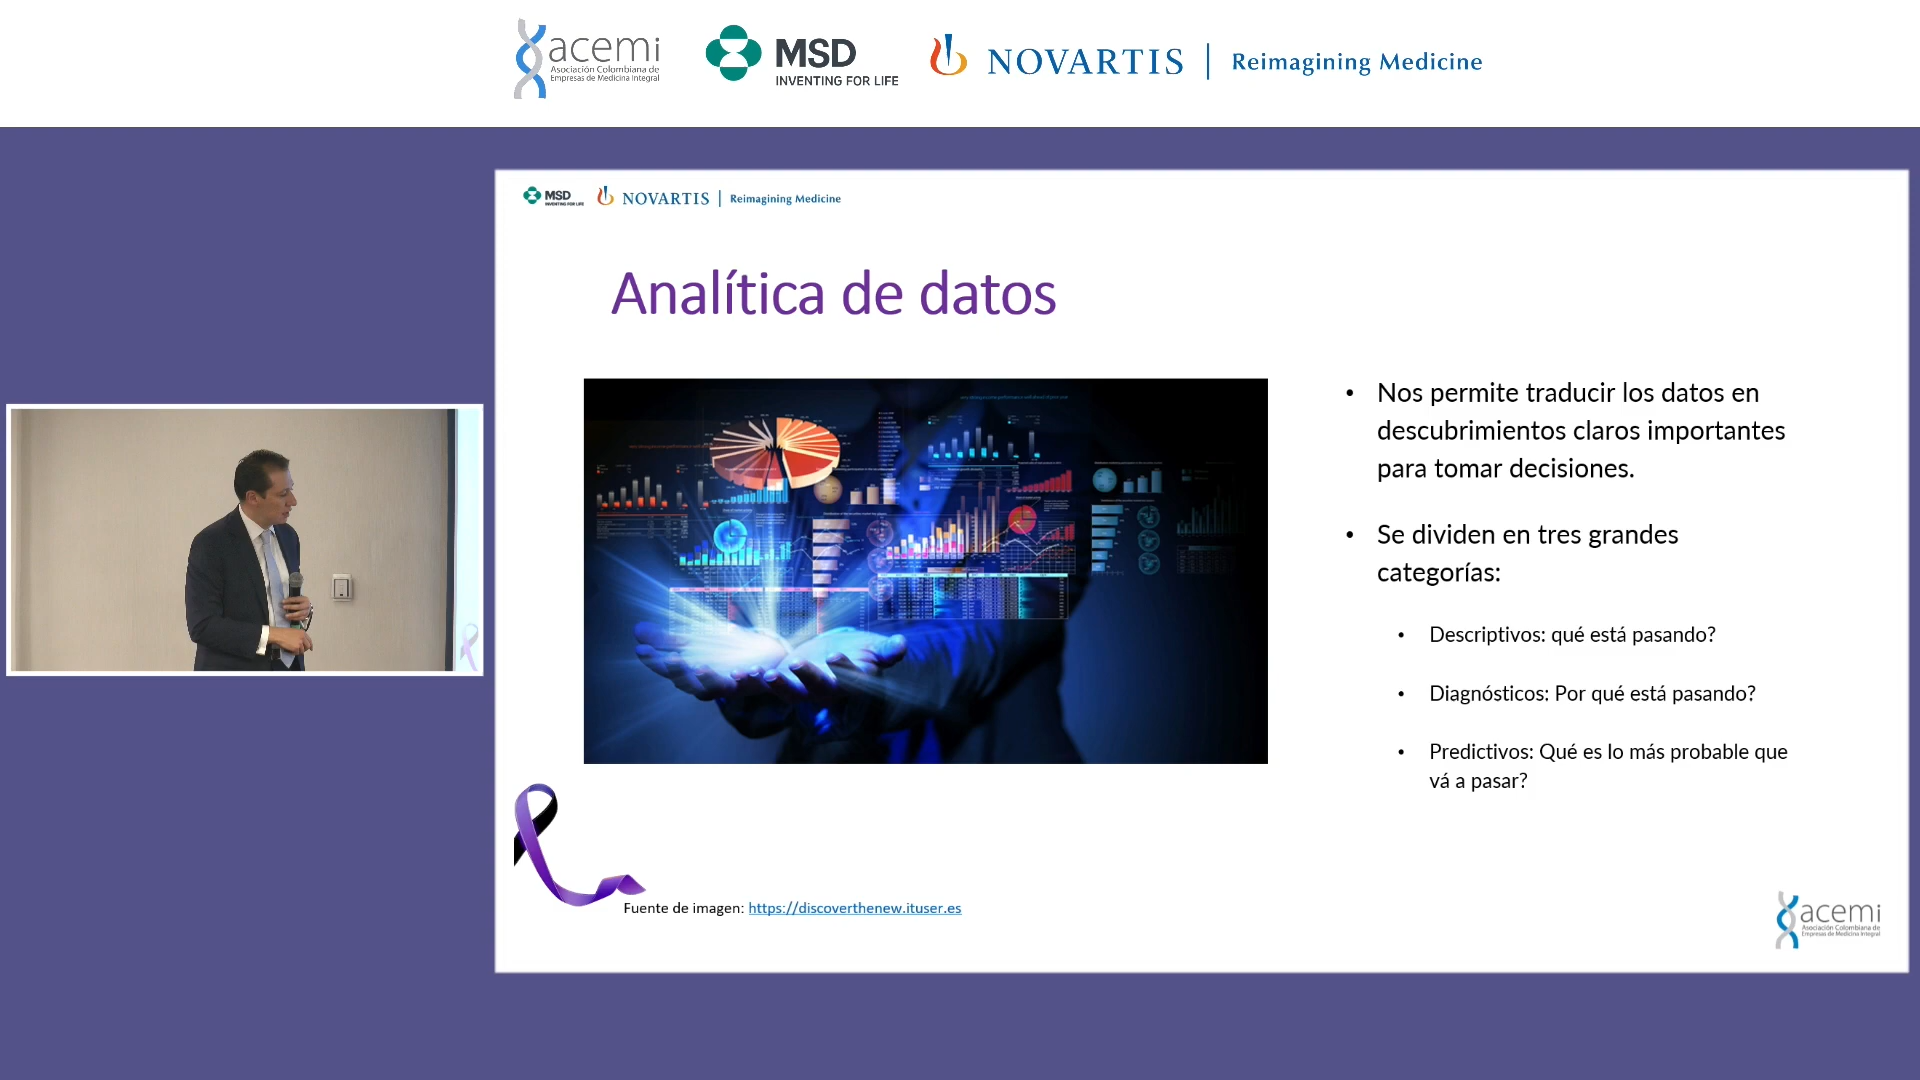 acemi
Asociación Colombiana de
Empresas de Medicina Integral
MSD
INVENTING FOR LIFE
NOVARTIS | Reimagining Medicine
MSD
INVENTING FOR LIFE
NOVARTIS | Reimagining Medicine
Analítica de datos
• Nos permite traducir los datos en
descubrimientos claros importantes
para tomar decisiones.
• Se dividen en tres grandes
categorías:
• Descriptivos: qué está pasando?
• Diagnósticos: Por qué está pasando?
• Predictivos: Qué es lo más probable que
vá a pasar?
Fuente de imagen: https://discoverthenew.ituser.es
acemi
Asociación Colombiana de
Empresas de Medicina Integral